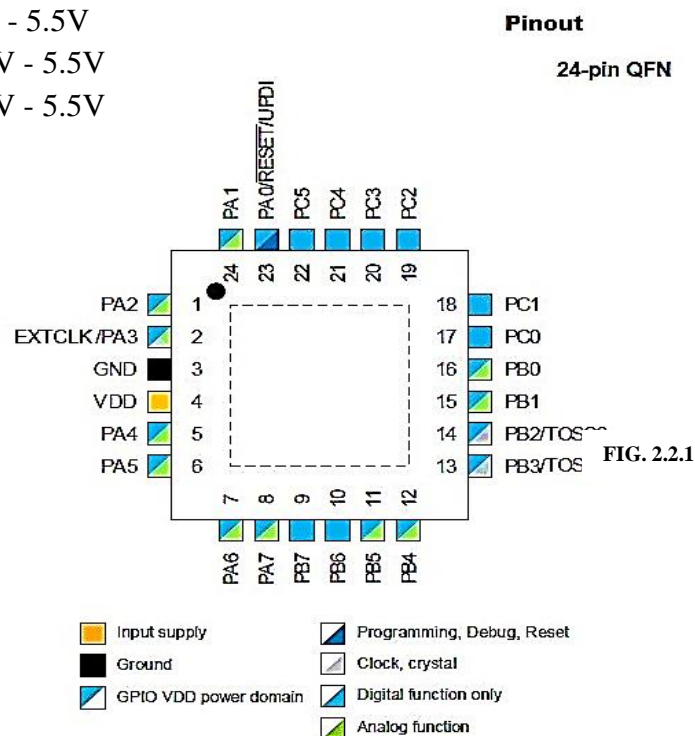 - 5.5V
Pinout
V - 5.5V
24-pin QFN
V - 5.5V
PA1
PA0/RESET/UPDI
PC5
PC4
PC3
PC2
24
23
22
21
20
19
PA2 1
EXTCLK/PA3 2
GND 3
VDD 4
PA4 5
PA5 6
18 PC1
17 PC0
16 PB0
15 PB1
14 PB2/
13 PB3/
FIG. 2.2.1
7
8
9
10
11
12
PA6
PA7
PB7
PB6
PB5
PB4
Input supply
Ground
GPIO VDD power domain
Programming, Debug, Reset
Clock, crystal
Digital function only
Analog function